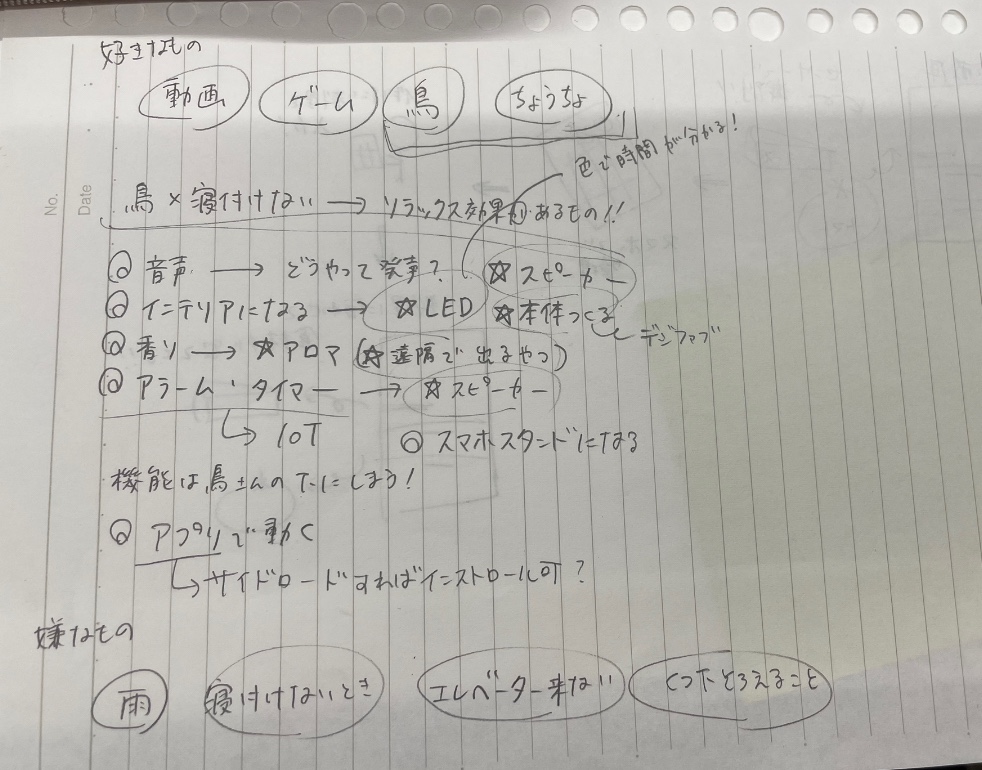 好きなもの
動画 ゲーム 鳥 ちょうちょ
色で時間が分かる!
No.
Date
鳥×寝付けない→リラックス効果があるもの!!
◎音声→どうやって発声? ☆スピーカー
◎インテリアになる→☆LED ☆本体つくる
デジファブ
◎香り→☆アロマ(☆遠隔で出るやつ)
◎アラーム・タイマー→☆スピーカー
↳IoT ◎スマホスタンドになる
機能は鳥さんの下にしまう!
◎アプリで動く
↳サイドロードすればインストロール可?
嫌なもの
雨 寝付けないとき エレベーター来ない くつ下そろえること